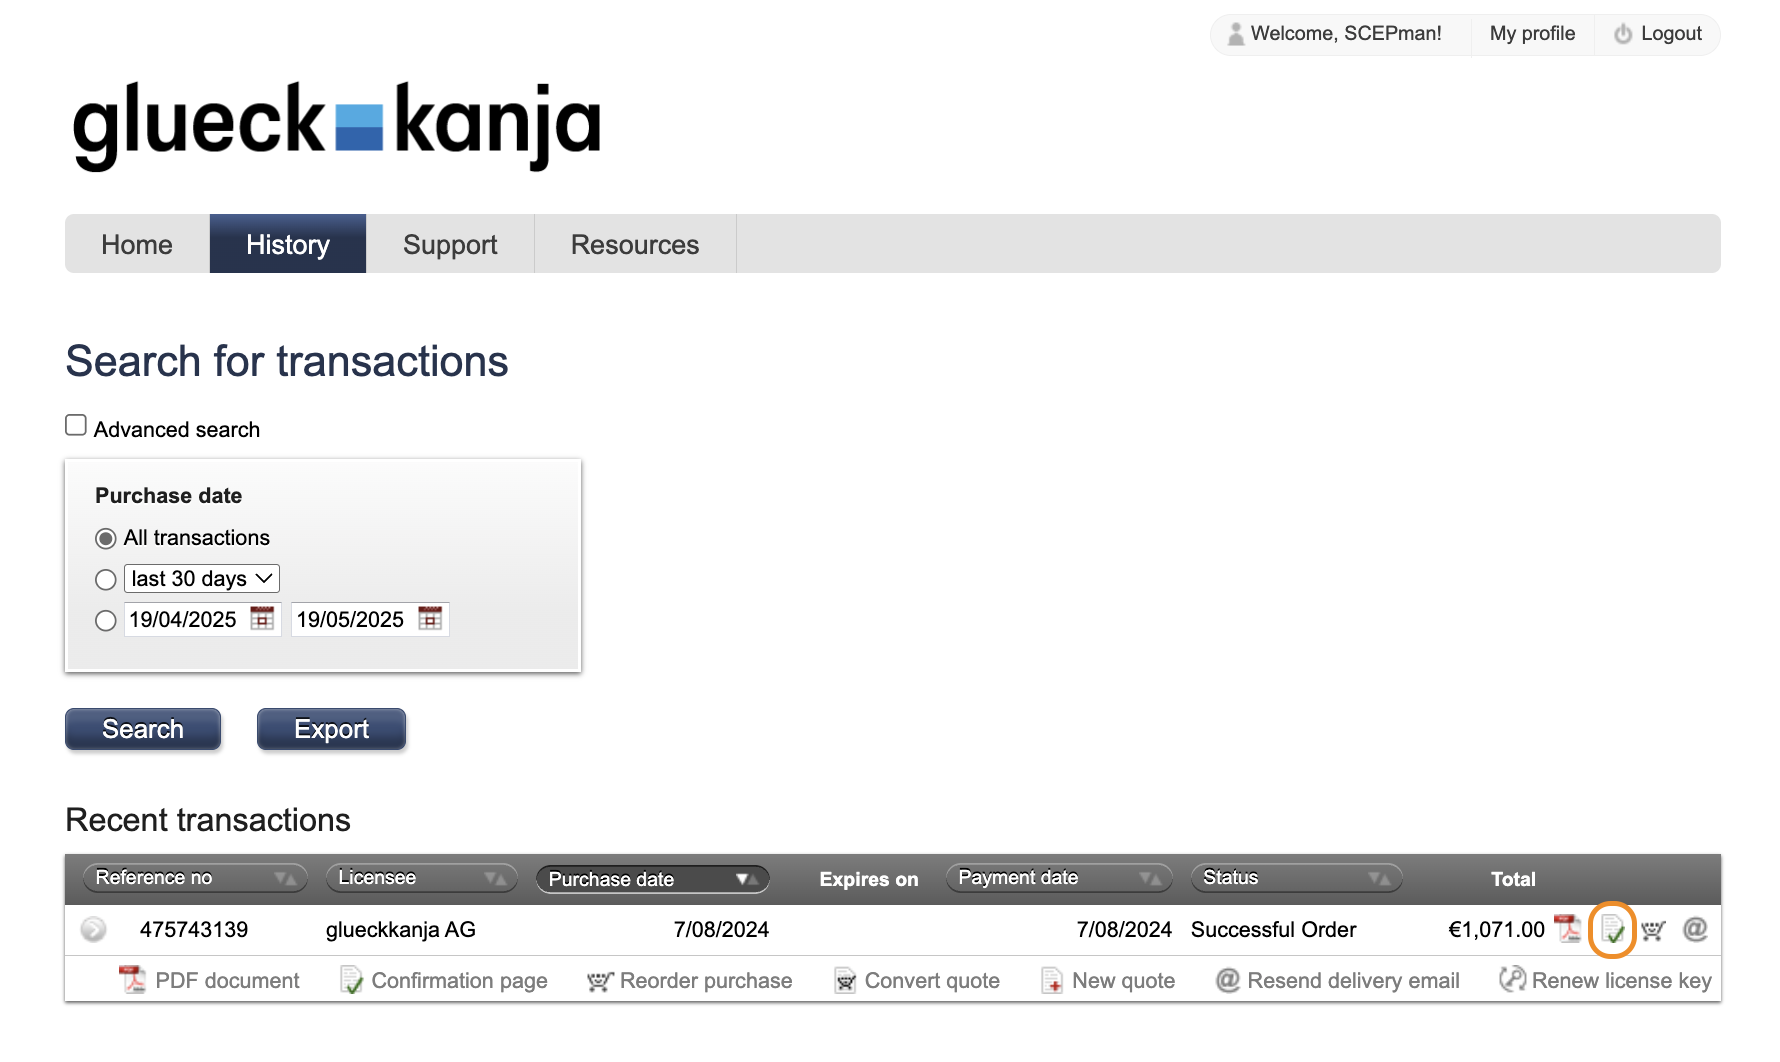 Welcome, SCEPman! My profile Logout
glueck kanja
Home History Support Resources
Search for transactions
Advanced search
Purchase date
All transactions
last 30 days
19/04/2025 19/05/2025
Search Export
Recent transactions
Reference no Licensee Purchase date Expires on Payment date Status Total
475743139 glueckkanja AG 7/08/2024 7/08/2024 Successful Order €1,071.00
PDF document Confirmation page Reorder purchase Convert quote New quote Resend delivery email Renew license key